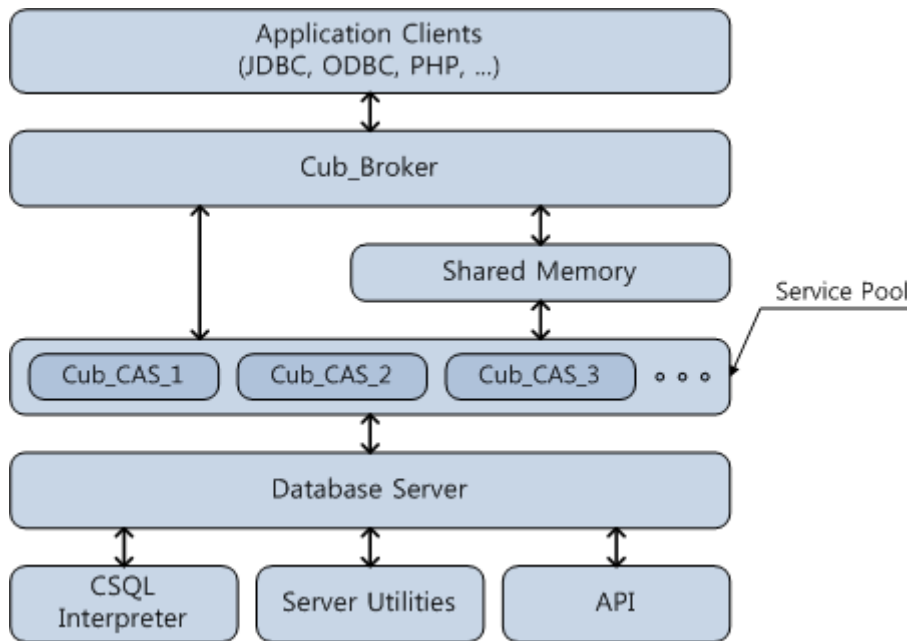 Application Clients
(JDBC, ODBC, PHP, ...)
Cub_Broker
Shared Memory
Service Pool
Cub_CAS_1
Cub_CAS_2
Cub_CAS_3
Database Server
CSQL
Interpreter
Server Utilities
API